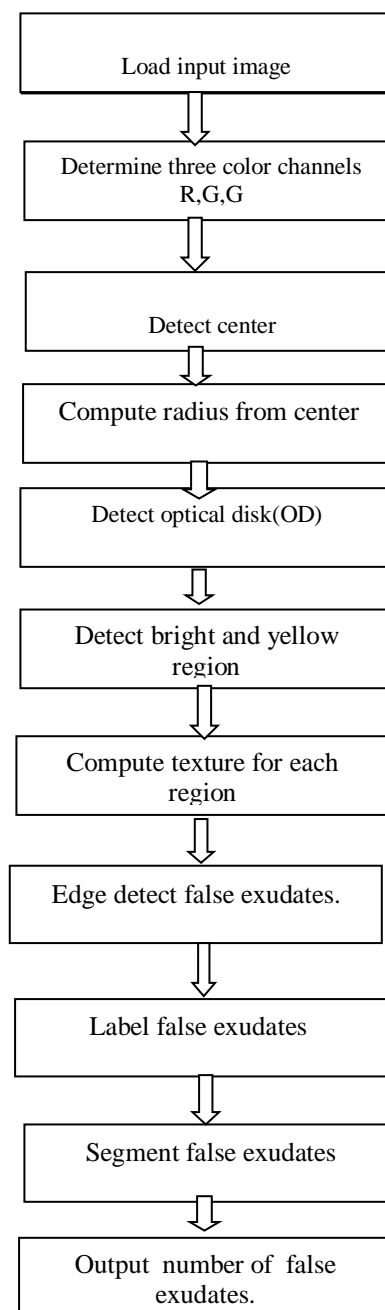 Load input image
Determine three color channels
R,G,G
Detect center
Compute radius from center
Detect optical disk(OD)
Detect bright and yellow
region
Compute texture for each
region
Edge detect false exudates.
Label false exudates
Segment false exudates
Output number of false
exudates.